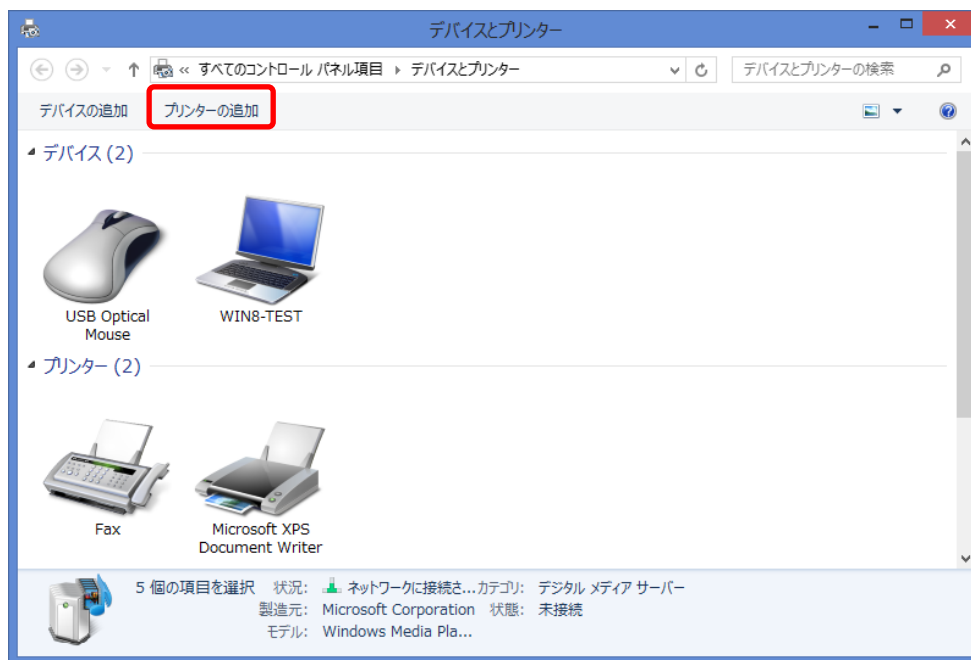 デバイスとプリンター
« すべてのコントロール パネル項目 ▸ デバイスとプリンター
デバイスとプリンターの検索
デバイスの追加 プリンターの追加
デバイス (2)
USB Optical
Mouse
WIN8-TEST
プリンター (2)
Fax
Microsoft XPS
Document Writer
5 個の項目を選択 状況: ネットワークに接続さ... カテゴリ: デジタル メディア サーバー
製造元: Microsoft Corporation 状態: 未接続
モデル: Windows Media Pla...